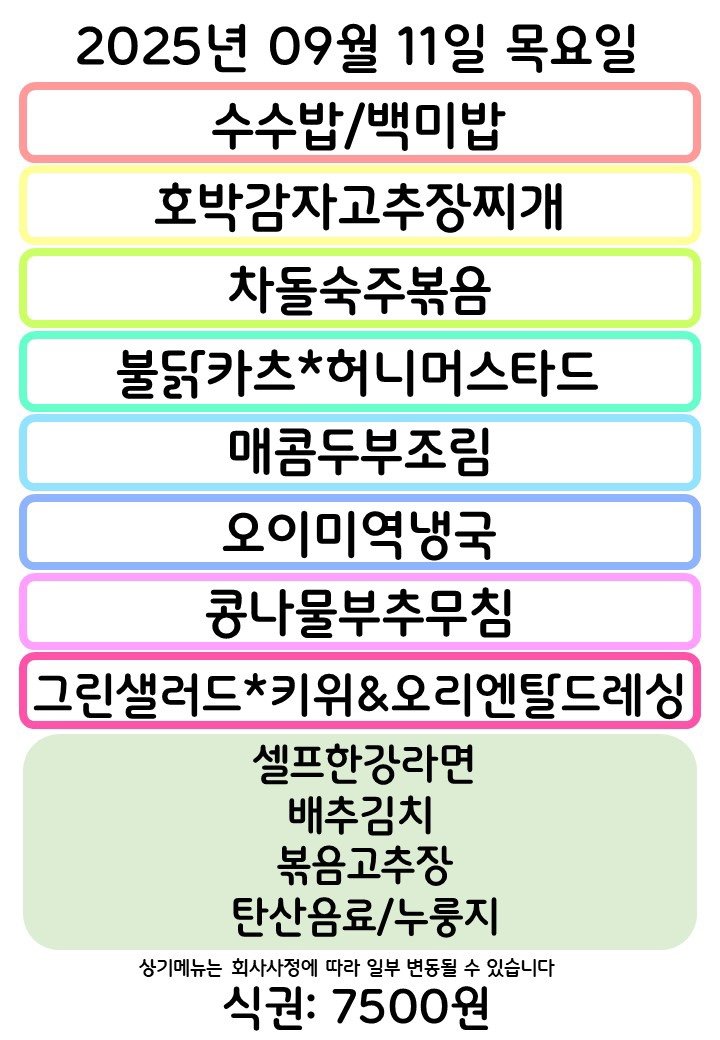 2025년 09월 11일 목요일
수수밥/백미밥
호박감자고추장찌개
차돌숙주볶음
불닭카츠*허니머스타드
매콤두부조림
오이미역냉국
콩나물부추무침
그린샐러드*키위&오리엔탈드레싱
셀프한강라면
배추김치
볶음고추장
탄산음료/누룽지
상기메뉴는 회사사정에 따라 일부 변동될 수 있습니다
식권: 7500원